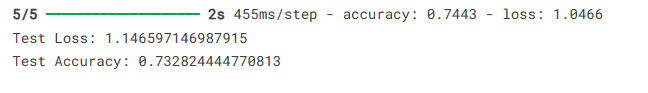 5/5 ━━━━━━━━━━━━━━━━━━━━ 2s 455ms/step - accuracy: 0.7443 - loss: 1.0466
Test Loss: 1.146597146987915
Test Accuracy: 0.732824444770813